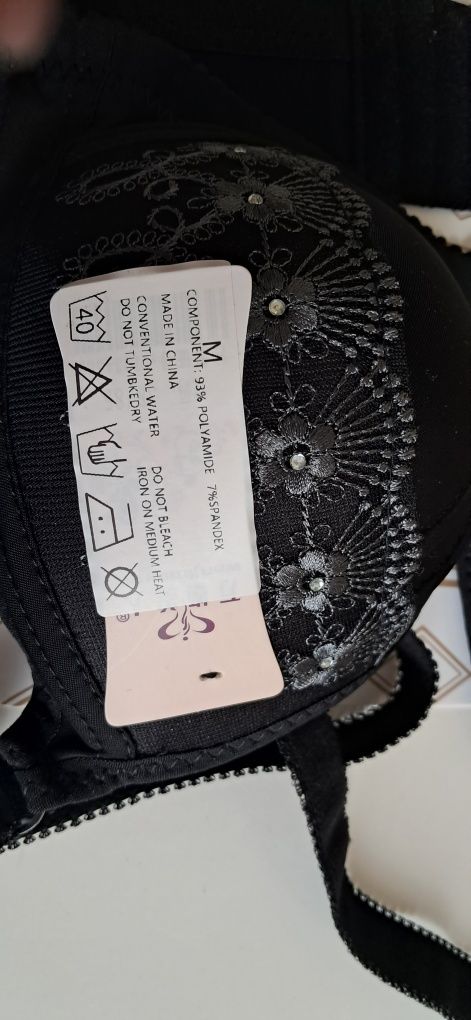 M
COMPONENT: 93% POLYAMIDE 7%SPANDEX
MADE IN CHINA
CONVENTIONAL WATER DO NOT BLEACH
DO NOT TUMBKEDRY IRON ON MEDIUM HEAT
40
®